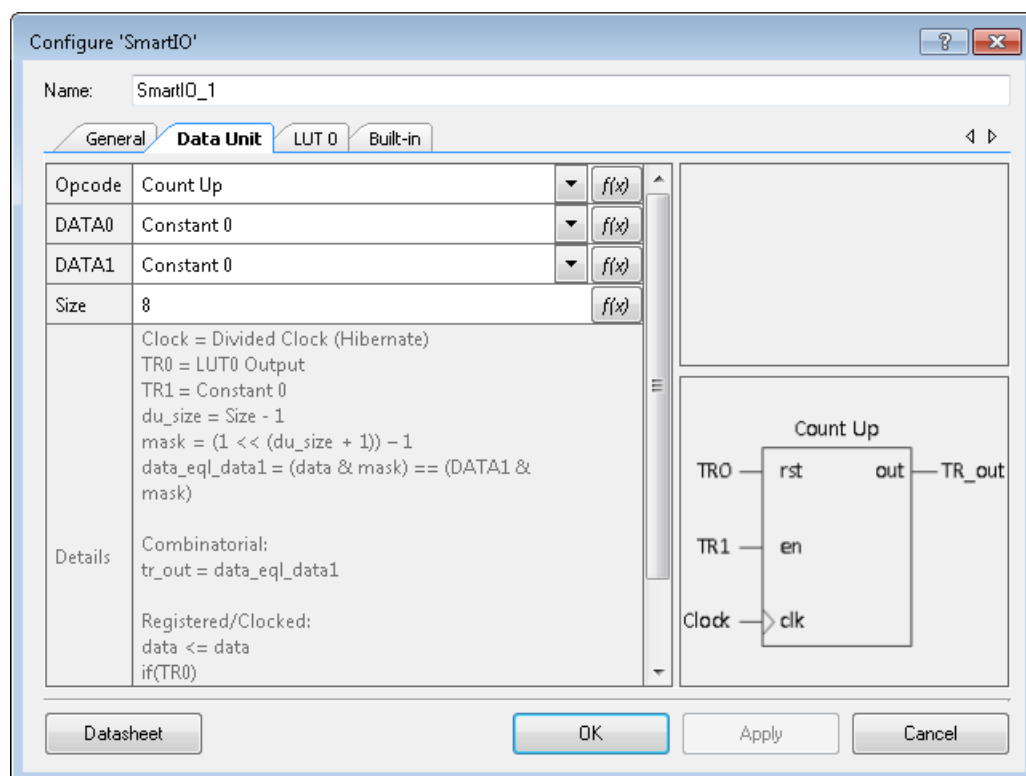 Configure 'SmartIO'
Name: SmartIO_1
General Data Unit LUT 0 Built-in
Opcode Count Up f(x)
DATA0 Constant 0 f(x)
DATA1 Constant 0 f(x)
Size 8 f(x)
Details
Clock = Divided Clock (Hibernate)
TR0 = LUT0 Output
TR1 = Constant 0
du_size = Size - 1
mask = (1 << (du_size + 1)) – 1
data_eql_data1 = (data & mask) == (DATA1 &
mask)
Combinatorial:
tr_out = data_eql_data1
Registered/Clocked:
data <= data
if(TR0)
Count Up
TR0 rst out TR_out
TR1 en
Clock clk
Datasheet OK Apply Cancel